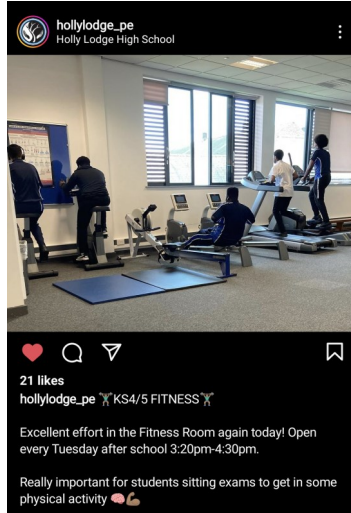 hollylodge_pe
Holly Lodge High School
21 likes
hollylodge_pe 🏋🏿KS4/5 FITNESS🏋🏿
Excellent effort in the Fitness Room again today! Open
every Tuesday after school 3:20pm-4:30pm.
Really important for students sitting exams to get in some
physical activity 🧠💪🏽